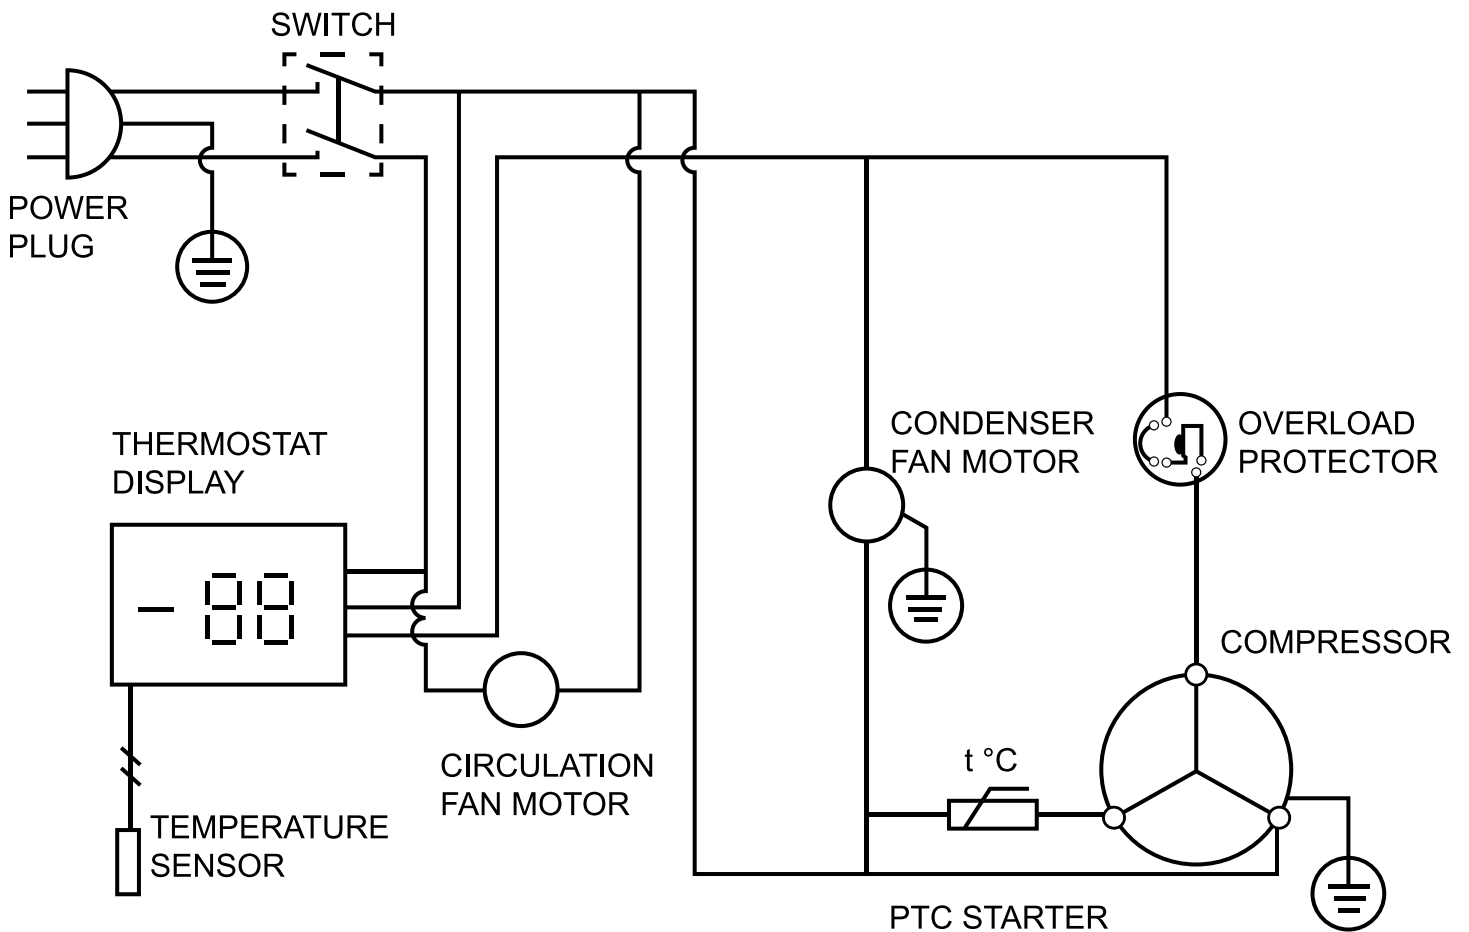 SWITCH
POWER
PLUG
THERMOSTAT
DISPLAY
CONDENSER
FAN MOTOR
OVERLOAD
PROTECTOR
- 88
COMPRESSOR
CIRCULATION
FAN MOTOR
t °C
TEMPERATURE
SENSOR
PTC STARTER